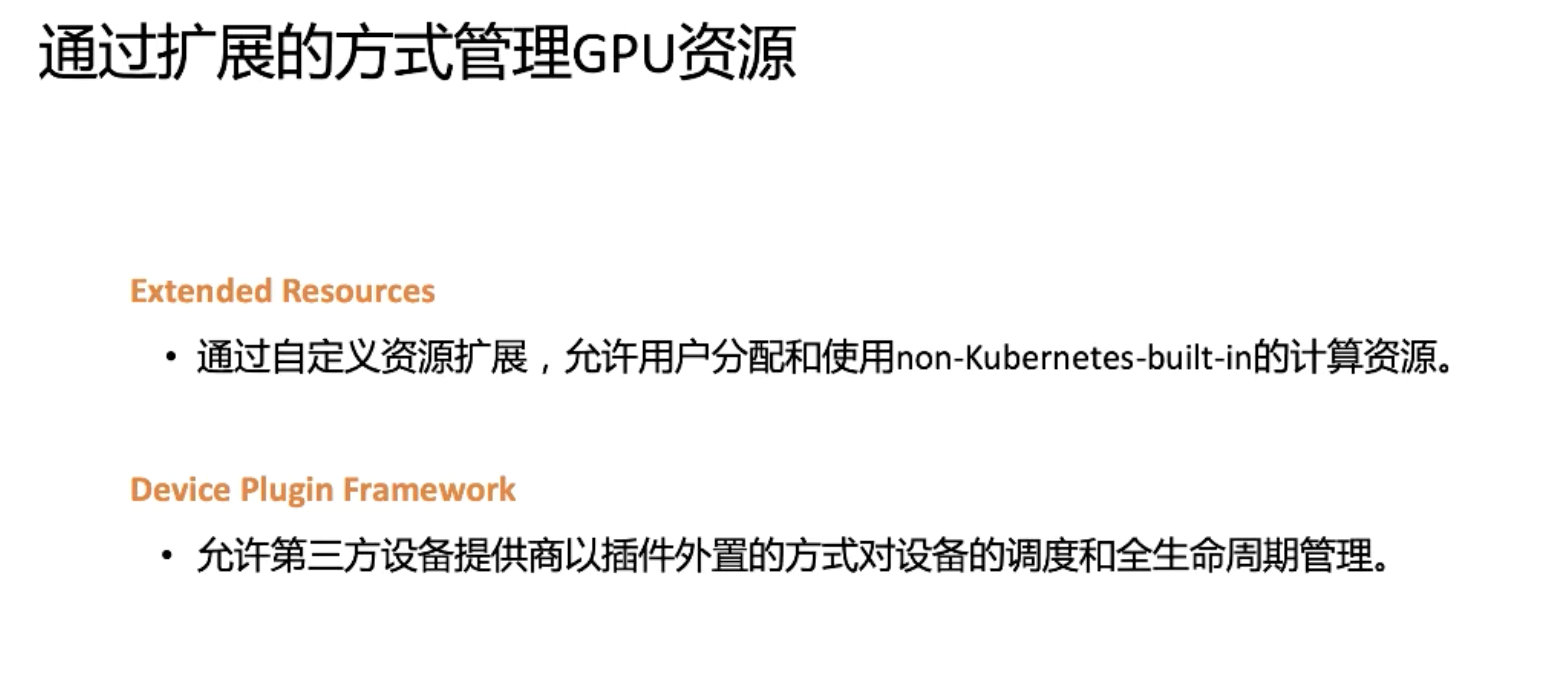 通过扩展的方式管理GPU资源
Extended Resources
• 通过自定义资源扩展，允许用户分配和使用non-Kubernetes-built-in的计算资源。
Device Plugin Framework
• 允许第三方设备提供商以插件外置的方式对设备的调度和全生命周期管理。